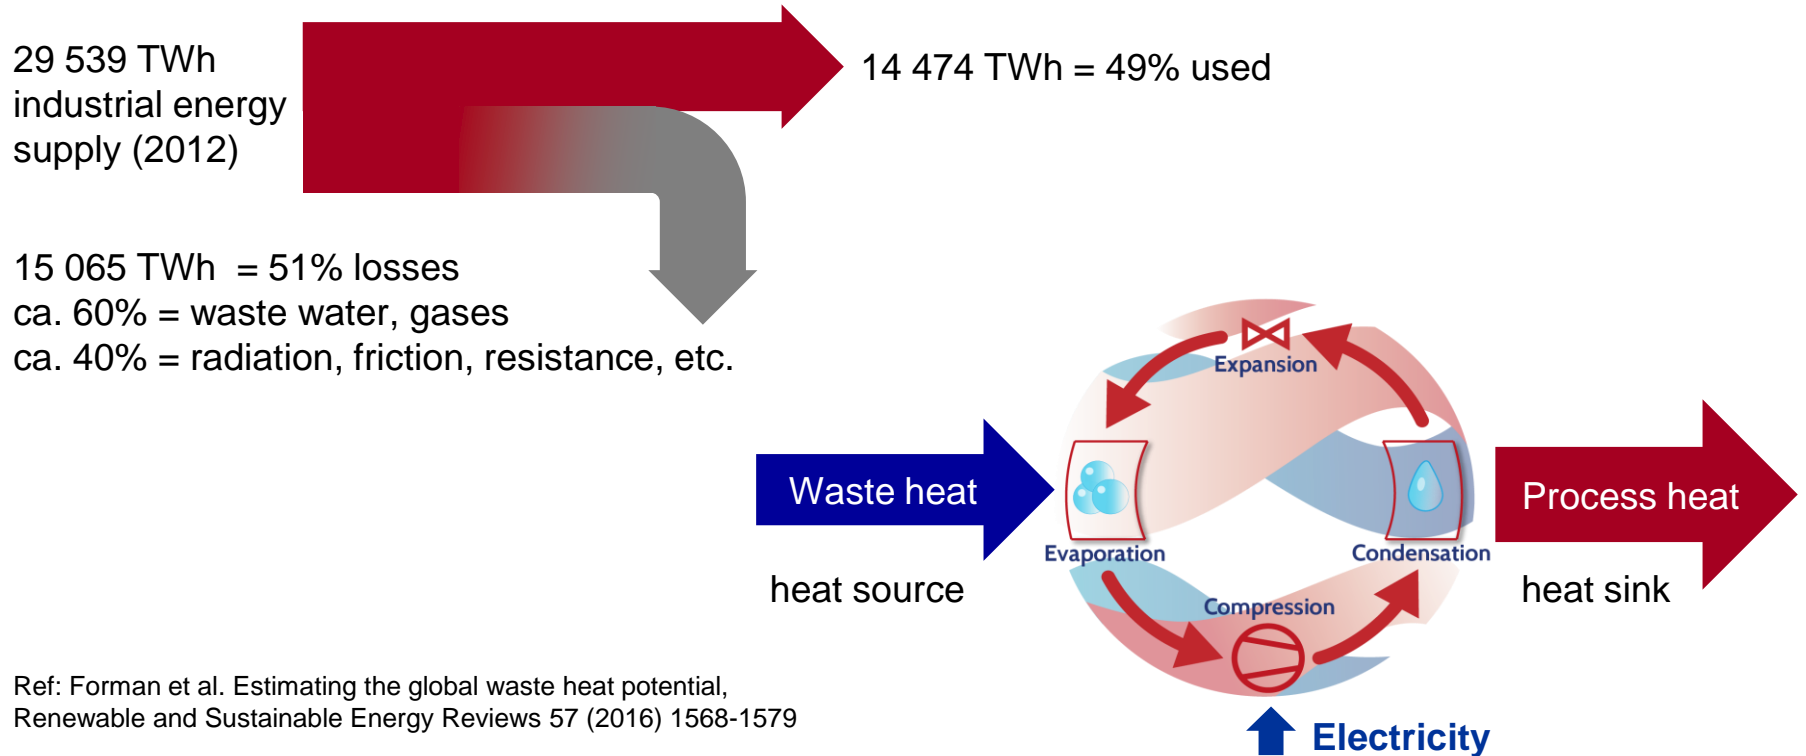 29 539 TWh
industrial energy
supply (2012)
14 474 TWh = 49% used
15 065 TWh  = 51% losses
ca. 60% = waste water, gases
ca. 40% = radiation, friction, resistance, etc.
Expansion
Waste heat
Process heat
Evaporation
Condensation
heat source
heat sink
Compression
Ref: Forman et al. Estimating the global waste heat potential,
Renewable and Sustainable Energy Reviews 57 (2016) 1568-1579
Electricity